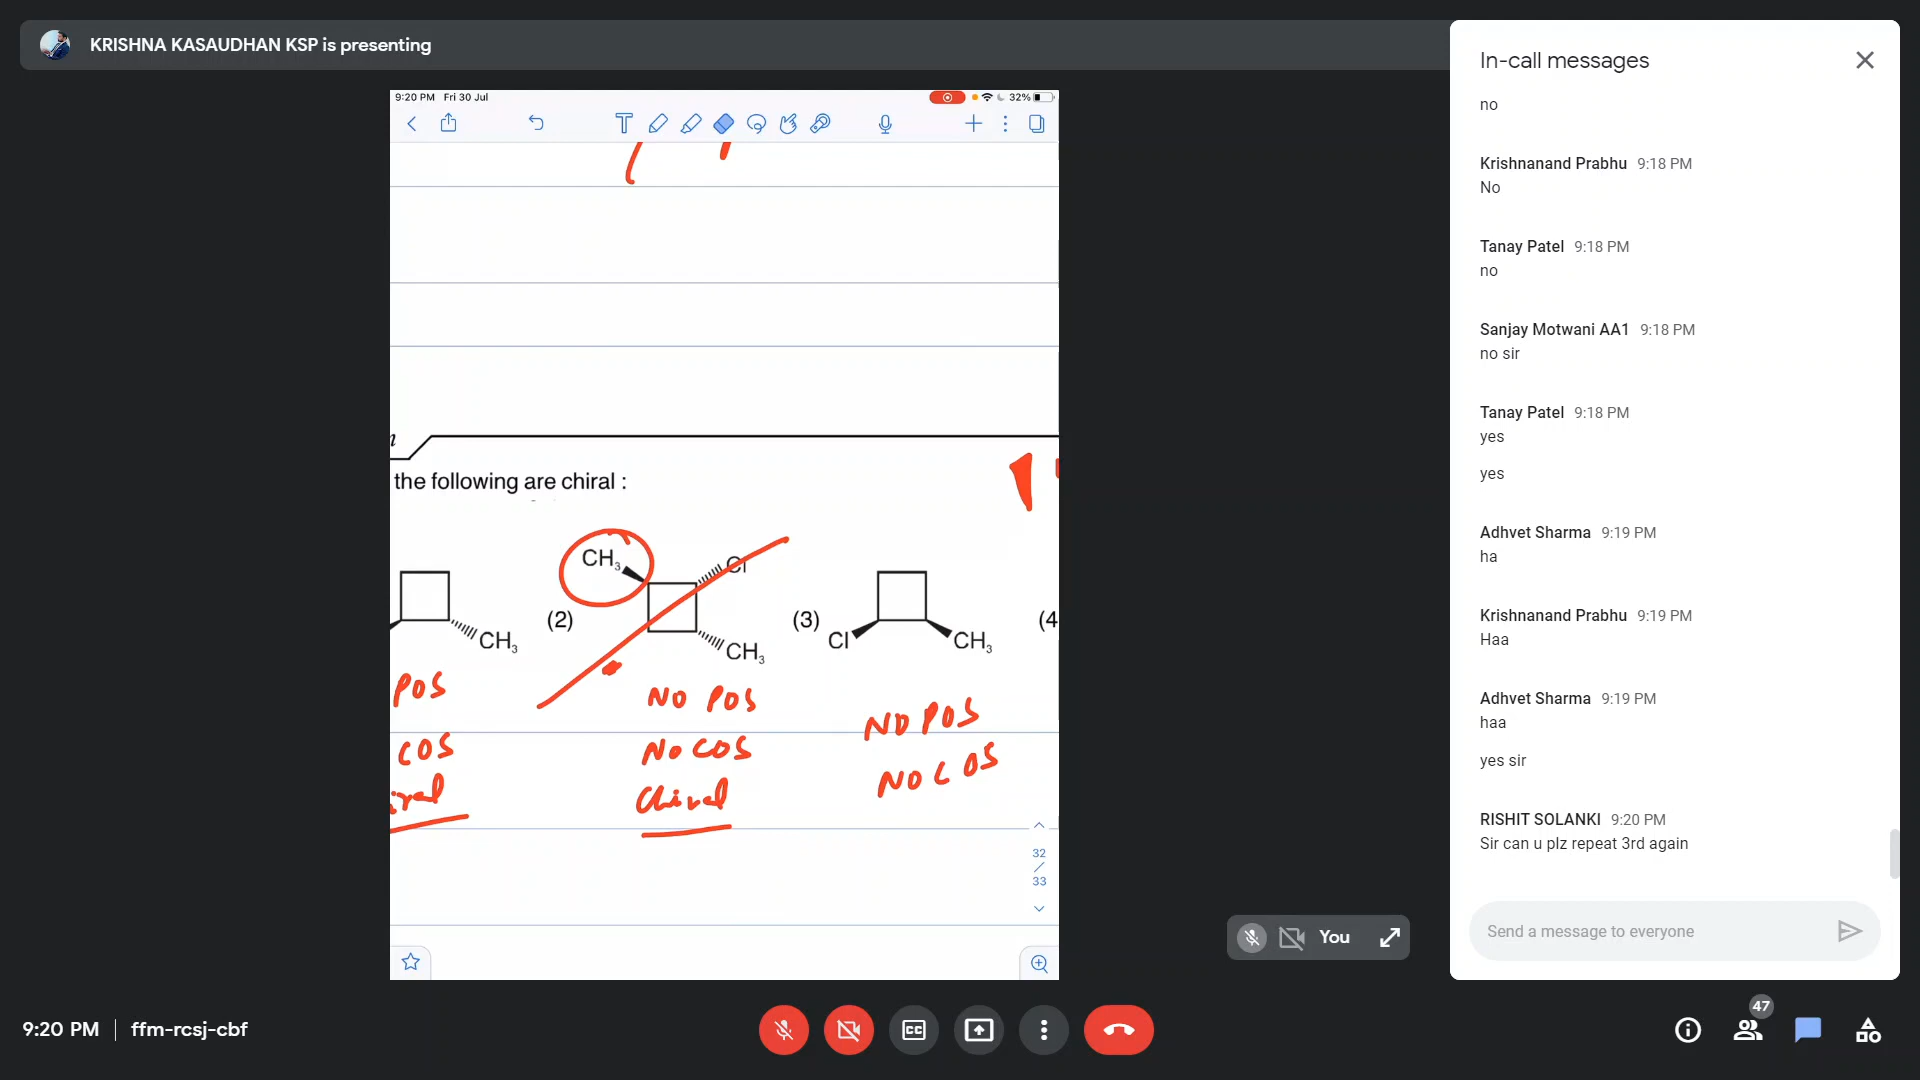 KRISHNA KASAUDHAN KSP is presenting
9:20 PM Fri 30 Jul
32%
the following are chiral :
CH3
Cl
(2)
CH3
CH3
(3)
Cl
CH3
(4
POS
COS
NO POS
NO COS
Chiral
NO POS
NO COS
32
33
In-call messages
no
Krishnanand Prabhu 9:18 PM
No
Tanay Patel 9:18 PM
no
Sanjay Motwani AA1 9:18 PM
no sir
Tanay Patel 9:18 PM
yes
yes
Adhvet Sharma 9:19 PM
ha
Krishnanand Prabhu 9:19 PM
Haa
Adhvet Sharma 9:19 PM
haa
yes sir
RISHIT SOLANKI 9:20 PM
Sir can u plz repeat 3rd again
Send a message to everyone
You
9:20 PM | ffm-rcsj-cbf
CC
47